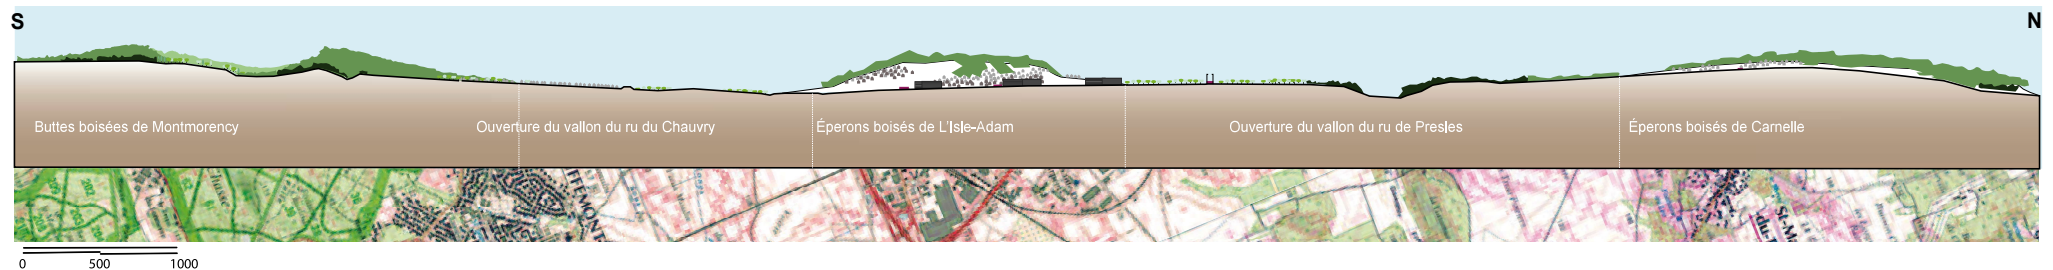 S
N
Buttes boisées de Montmorency
Ouverture du vallon du ru du Chauvry
Éperons boisés de L'Isle-Adam
Ouverture du vallon du ru de Presles
Éperons boisés de Carnelle
0 500 1000